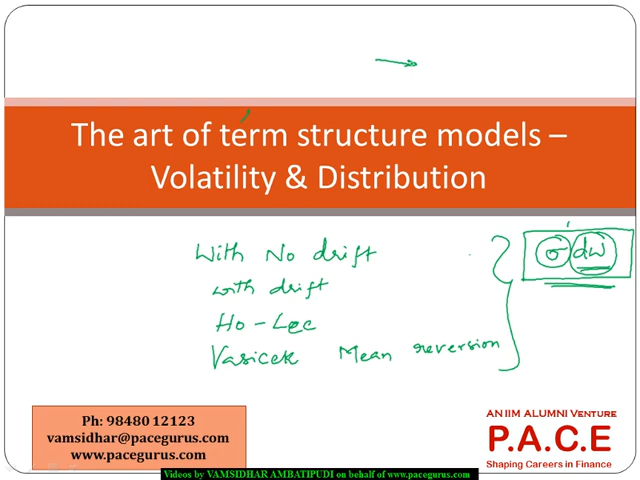 The art of term structure models –
Volatility & Distribution
With No drift
with drift
Ho - Lee
Vasicek Mean reversion
σ dw
Ph: 98480 12123
vamsidhar@pacegurus.com
www.pacegurus.com
AN IIM ALUMNI VENTURE
P.A.C.E
Shaping Careers in Finance
Videos by VAMSIDHAR AMBATIPUDI on behalf of www.pacegurus.com